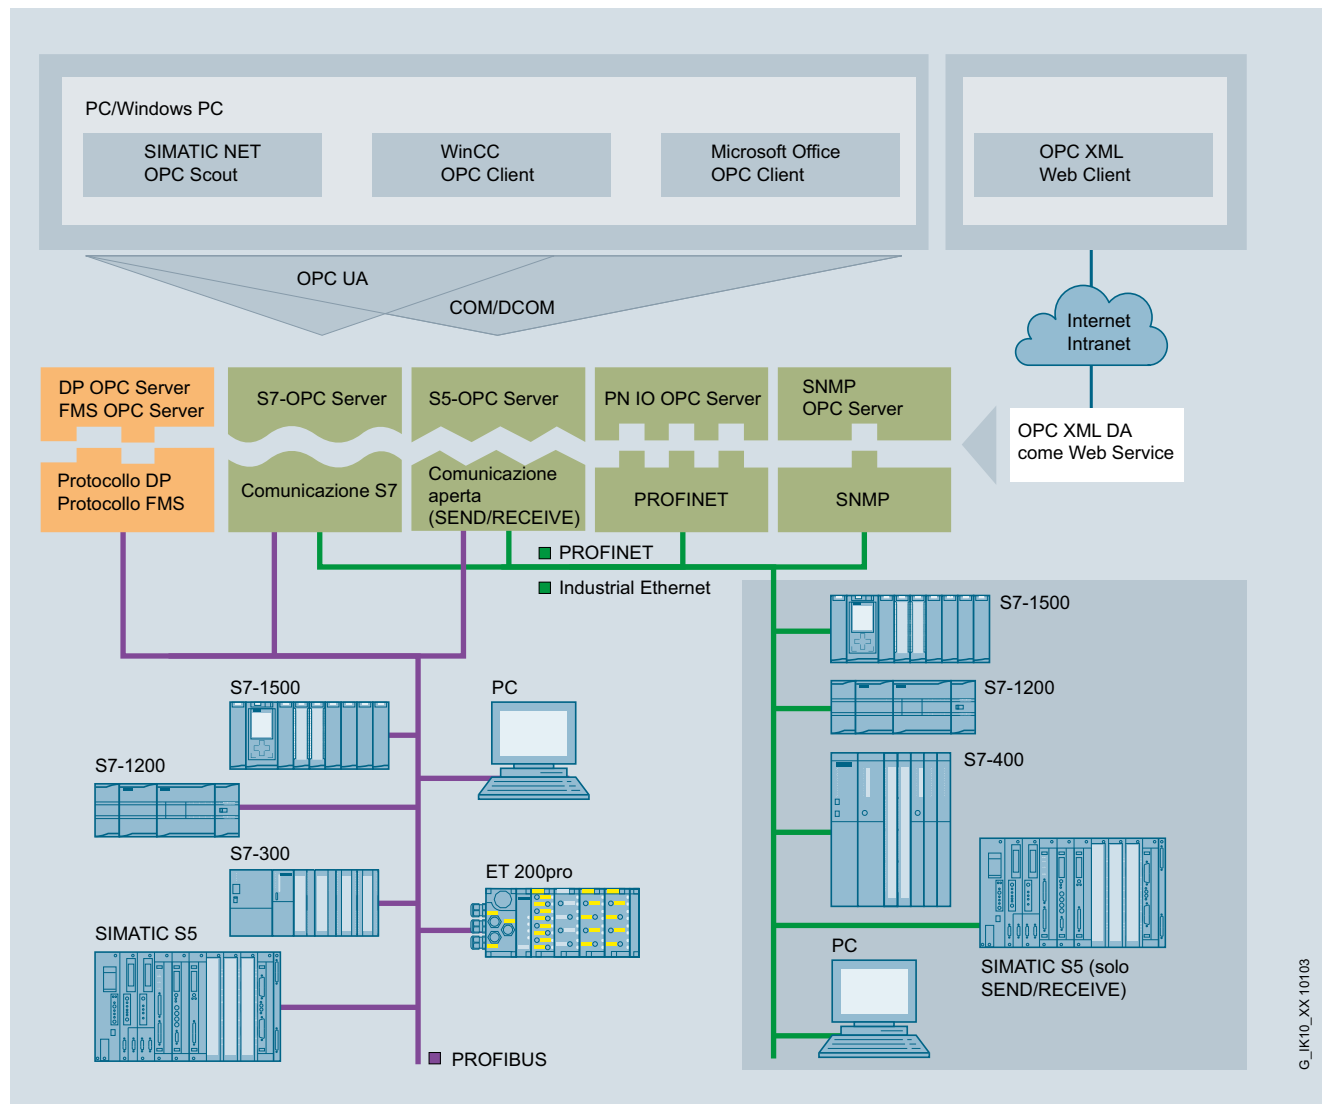 PC/Windows PC
SIMATIC NET
OPC Scout
WinCC
OPC Client
Microsoft Office
OPC Client
OPC XML
Web Client
OPC UA
COM/DCOM
Internet
Intranet
DP OPC Server
FMS OPC Server
S7-OPC Server
S5-OPC Server
PN IO OPC Server
SNMP
OPC Server
OPC XML DA
come Web Service
Protocollo DP
Protocollo FMS
Comunicazione S7
Comunicazione
aperta
(SEND/RECEIVE)
PROFINET
SNMP
PROFINET
Industrial Ethernet
S7-1500
S7-1200
S7-400
SIMATIC S5 (solo
SEND/RECEIVE)
PC
S7-1500
PC
S7-1200
S7-300
ET 200pro
SIMATIC S5
PROFIBUS
G_IK10_XX 10103